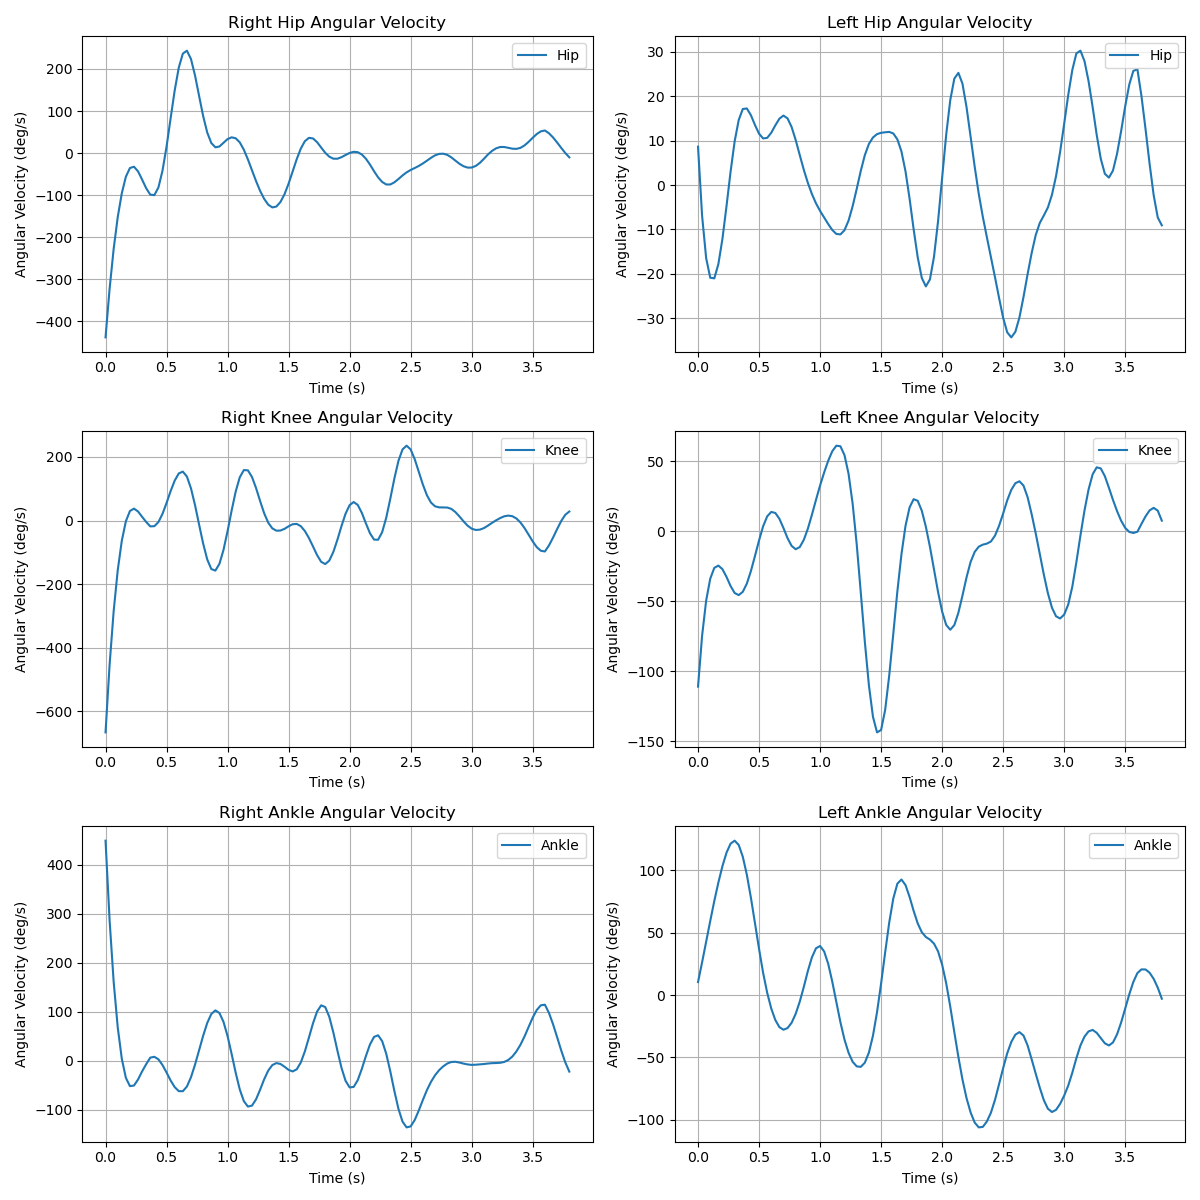 Right Hip Angular Velocity
Hip
200
100
0
−100
−200
−300
−400
Angular Velocity (deg/s)
0.0 0.5 1.0 1.5 2.0 2.5 3.0 3.5
Time (s)
Left Hip Angular Velocity
Hip
30
20
10
0
−10
−20
−30
Angular Velocity (deg/s)
0.0 0.5 1.0 1.5 2.0 2.5 3.0 3.5
Time (s)
Right Knee Angular Velocity
Knee
200
0
−200
−400
−600
Angular Velocity (deg/s)
0.0 0.5 1.0 1.5 2.0 2.5 3.0 3.5
Time (s)
Left Knee Angular Velocity
Knee
50
0
−50
−100
−150
Angular Velocity (deg/s)
0.0 0.5 1.0 1.5 2.0 2.5 3.0 3.5
Time (s)
Right Ankle Angular Velocity
Ankle
400
300
200
100
0
−100
Angular Velocity (deg/s)
0.0 0.5 1.0 1.5 2.0 2.5 3.0 3.5
Time (s)
Left Ankle Angular Velocity
Ankle
100
50
0
−50
−100
Angular Velocity (deg/s)
0.0 0.5 1.0 1.5 2.0 2.5 3.0 3.5
Time (s)